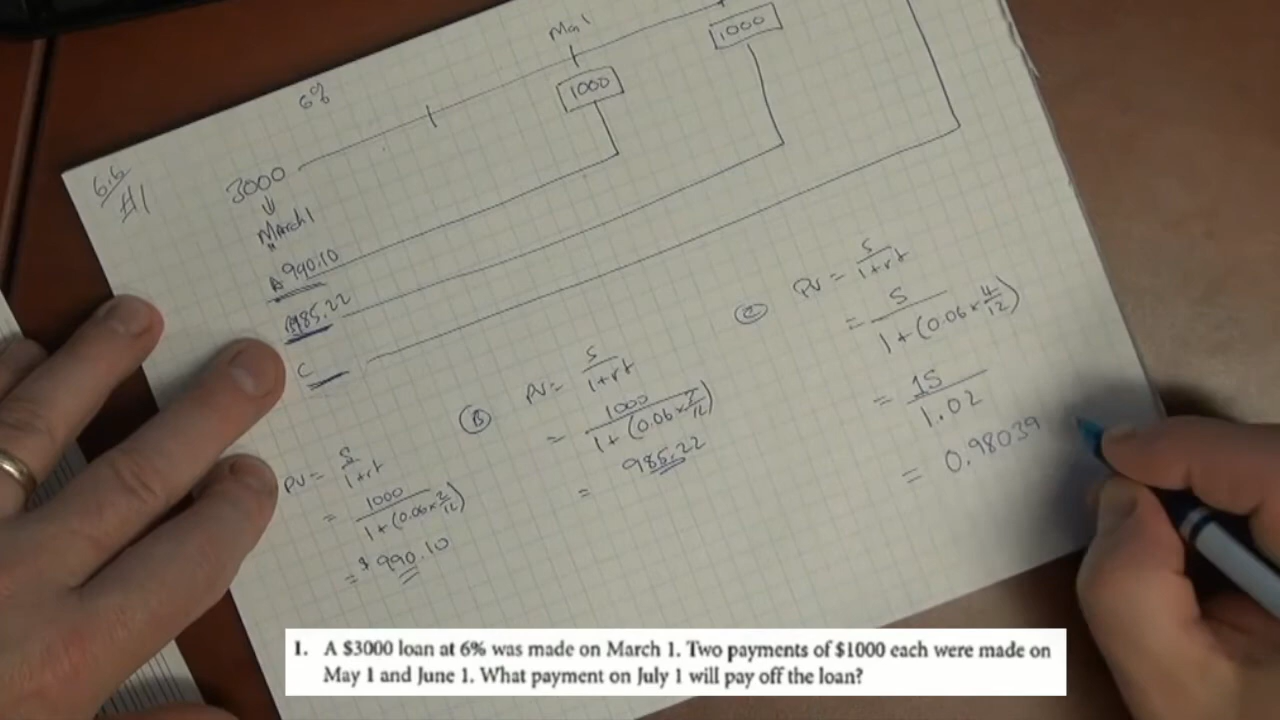 6.6
#1
6%
Ma1
1000
1000
3000
↓
March 1
A 990.10
985.22
C
PV = S / 1+rt
= 1000 / 1+(0.06×2/12)
= $990.10
B
PV = S / 1+rt
= 1000 / 1+(0.06×3/12)
= 985.22
C
PV = S / 1+rt
= S / 1+(0.06×4/12)
= 1S / 1.02
= 0.98039
1. A $3000 loan at 6% was made on March 1. Two payments of $1000 each were made on
May 1 and June 1. What payment on July 1 will pay off the loan?